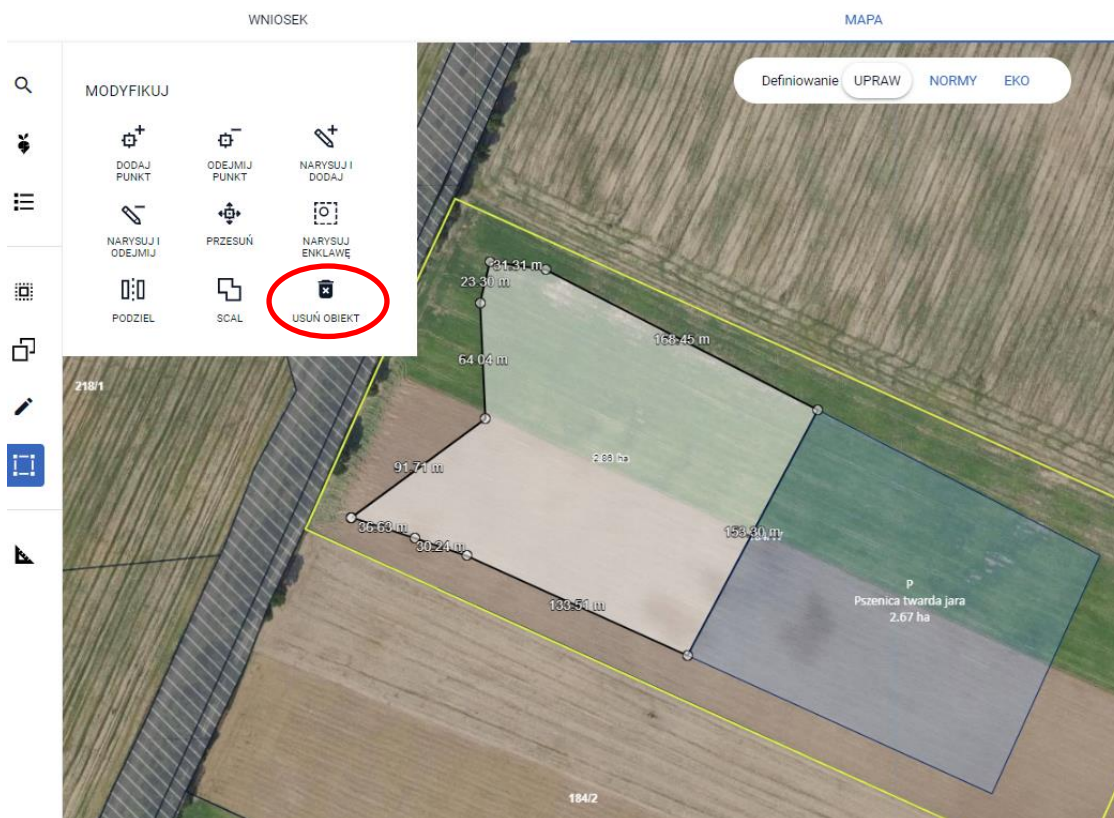 WNIOSEK
MAPA
MODYFIKUJ
DODAJ
PUNKT
ODEJMIJ
PUNKT
NARYSUJ I
DODAJ
NARYSUJ I
ODEJMIJ
PRZESUŃ
NARYSUJ
ENKLAWĘ
PODZIEL
SCAL
USUŃ OBIEKT
Definiowanie UPRAW NORMY EKO
31.31 m
23.30 m
168.45 m
64.04 m
218/1
2.86 ha
91.71 m
36.69 m
30.24 m
153.30 m
133.51 m
P
Pszenica twarda jara
2.67 ha
184/2